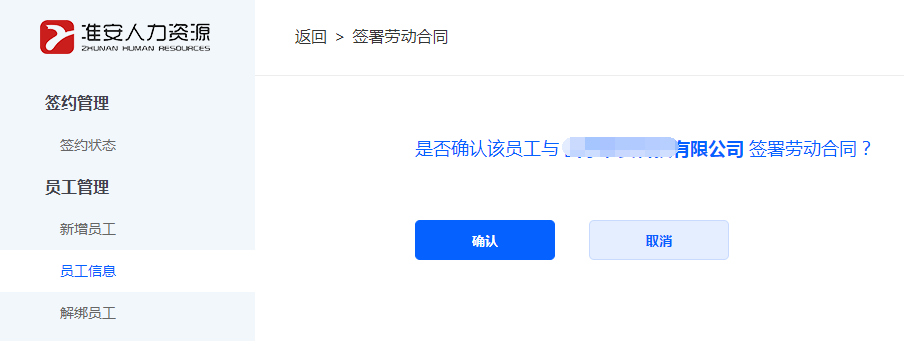 准安人力资源
ZHUNAN HUMAN RESOURCES
签约管理
签约状态
员工管理
新增员工
员工信息
解绑员工
返回 > 签署劳动合同
是否确认该员工与 有限公司 签署劳动合同？
确认
取消